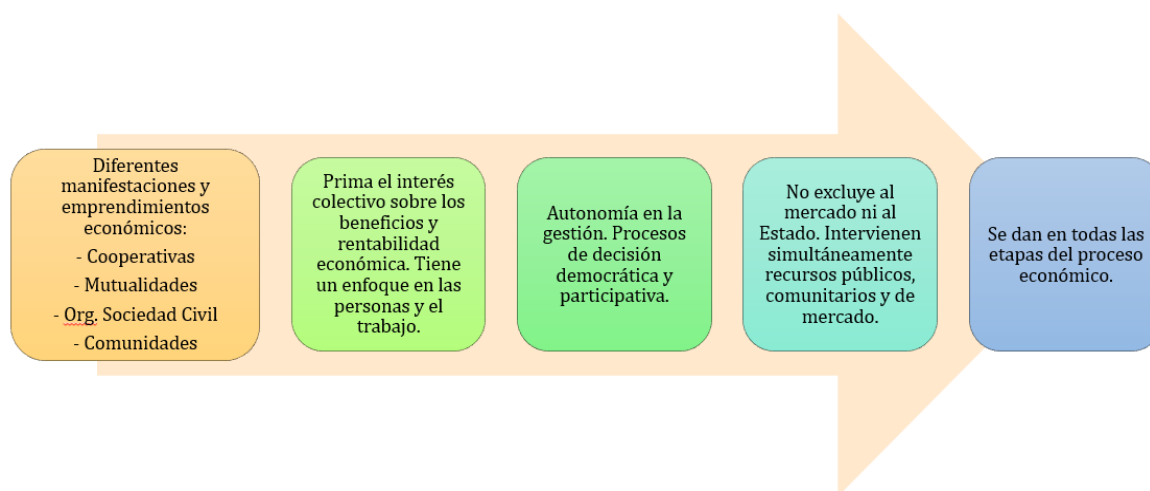 Diferentes
manifestaciones y
emprendimientos
económicos:
- Cooperativas
- Mutualidades
- Org. Sociedad Civil
- Comunidades
Prima el interés
colectivo sobre los
beneficios y
rentabilidad
económica. Tiene
un enfoque en las
personas y el
trabajo.
Autonomía en la
gestión. Procesos
de decisión
democrática y
participativa.
No excluye al
mercado ni al
Estado. Intervienen
simultáneamente
recursos públicos,
comunitarios y de
mercado.
Se dan en todas las
etapas del proceso
económico.